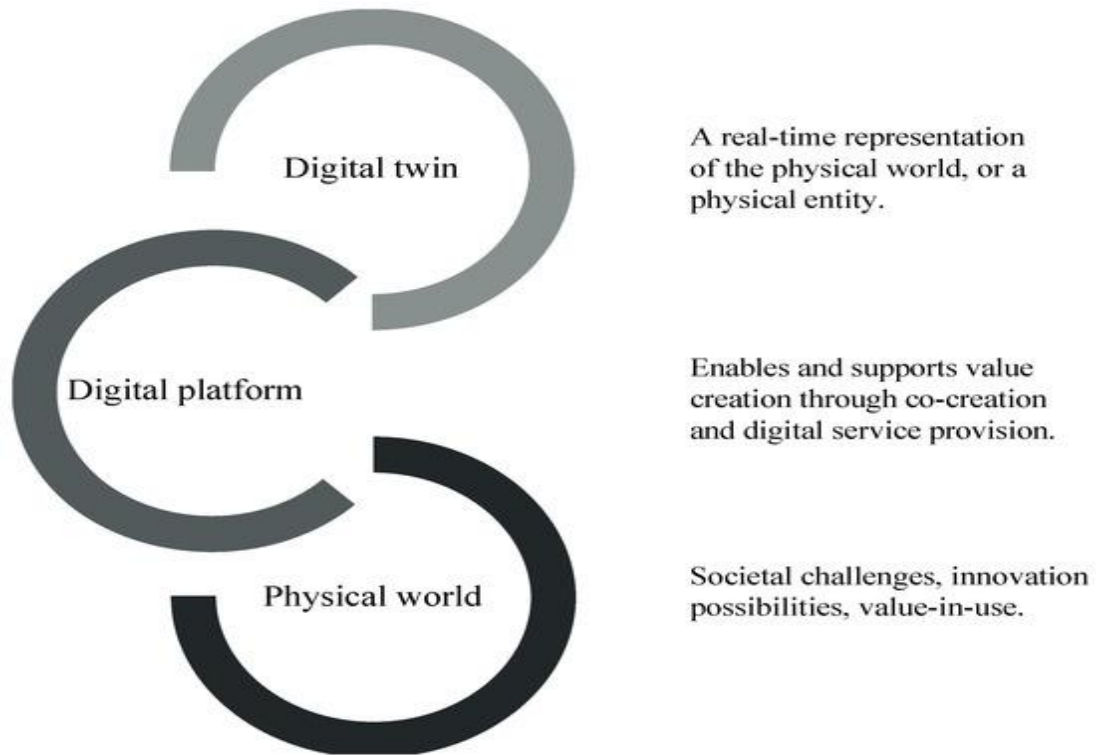 Digital twin
A real-time representation
of the physical world, or a
physical entity.
Digital platform
Enables and supports value
creation through co-creation
and digital service provision.
Physical world
Societal challenges, innovation
possibilities, value-in-use.